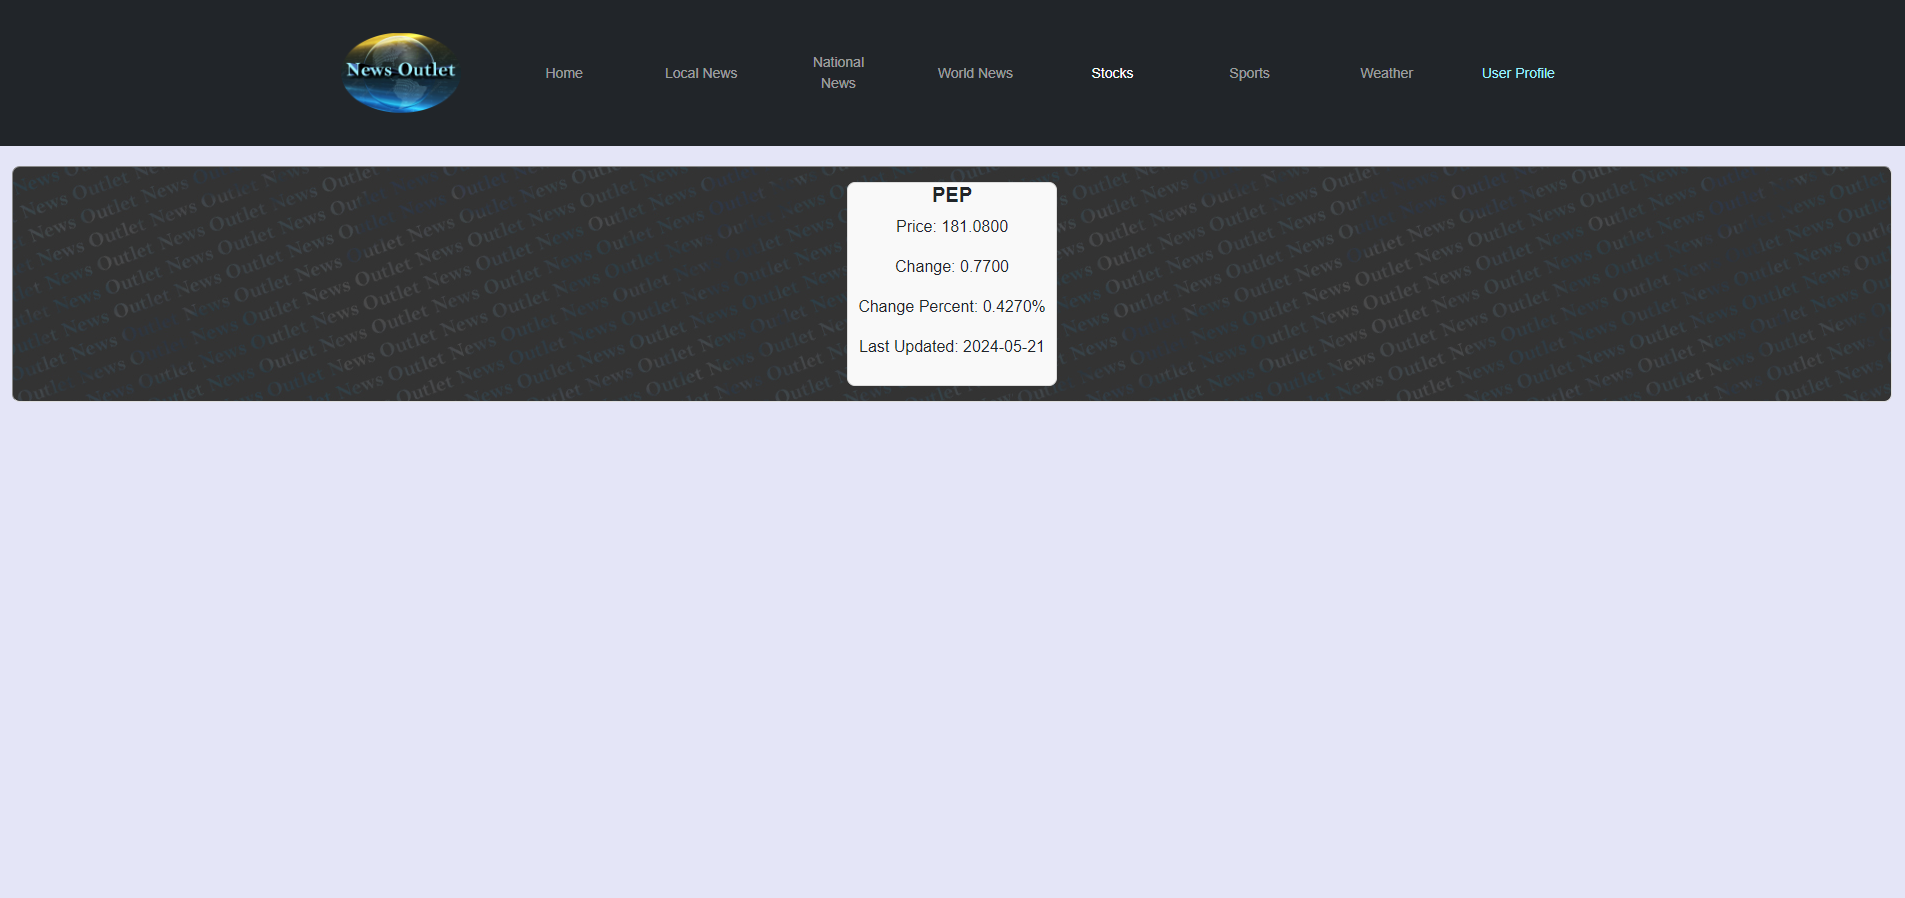 News Outlet
Home
Local News
National
News
World News
Stocks
Sports
Weather
User Profile
PEP
Price: 181.0800
Change: 0.7700
Change Percent: 0.4270%
Last Updated: 2024-05-21